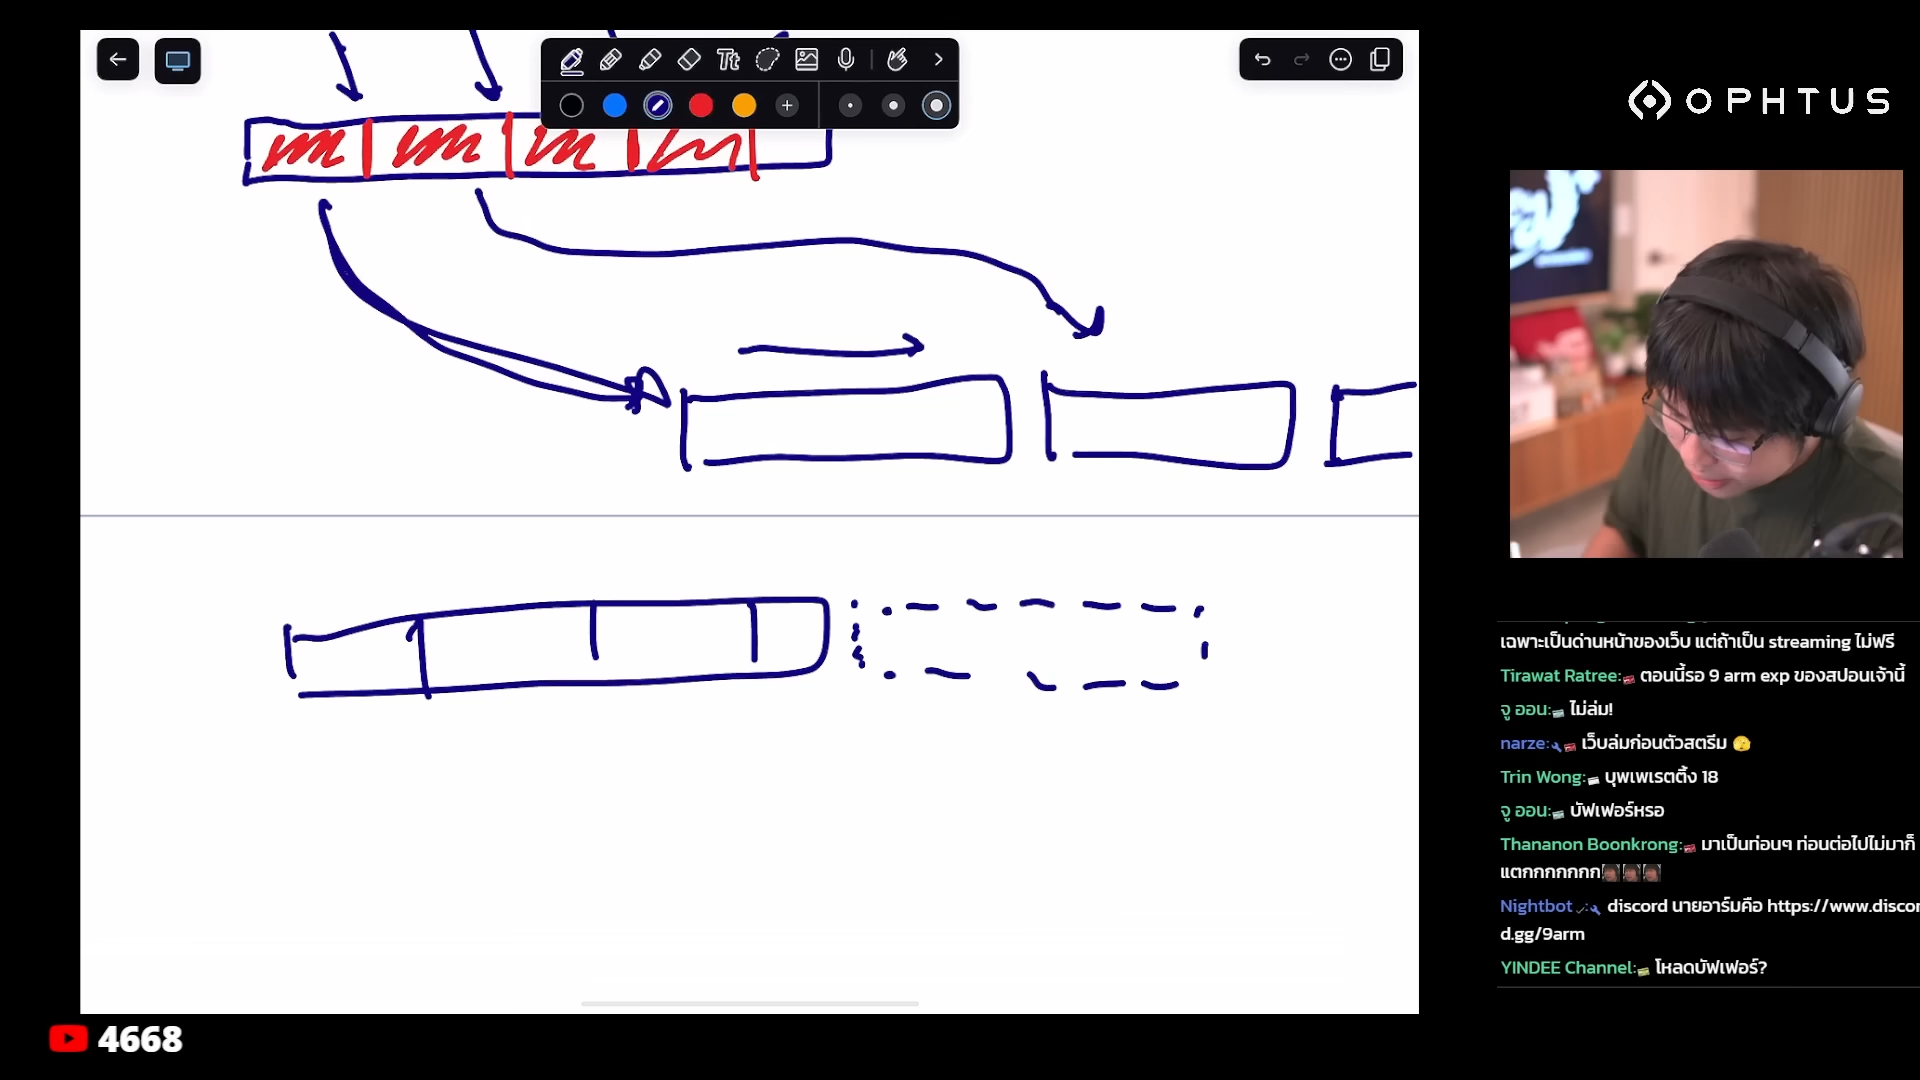 Tt
OPHTUS
เฉพาะเป็นด่านหน้าของเว็บ แต่ถ้าเป็น streaming ไม่ฟรี
Tirawat Ratree: ตอนนี้รอ 9 arm exp ของสปอนเจ้านี้
จู ออน: ไม่ล่ม!
narze: เว็บล่มก่อนตัวสตรีม
Trin Wong: บุพเพเรตติ้ง 18
จู ออน: บัฟเฟอร์หรอ
Thananon Boonkrong: มาเป็นท่อนๆ ท่อนต่อไปไม่มาก็
แตกกกกกกก
Nightbot: discord นายอาร์มคือ https://www.discor
d.gg/9arm
YINDEE Channel: โหลดบัฟเฟอร์?
4668